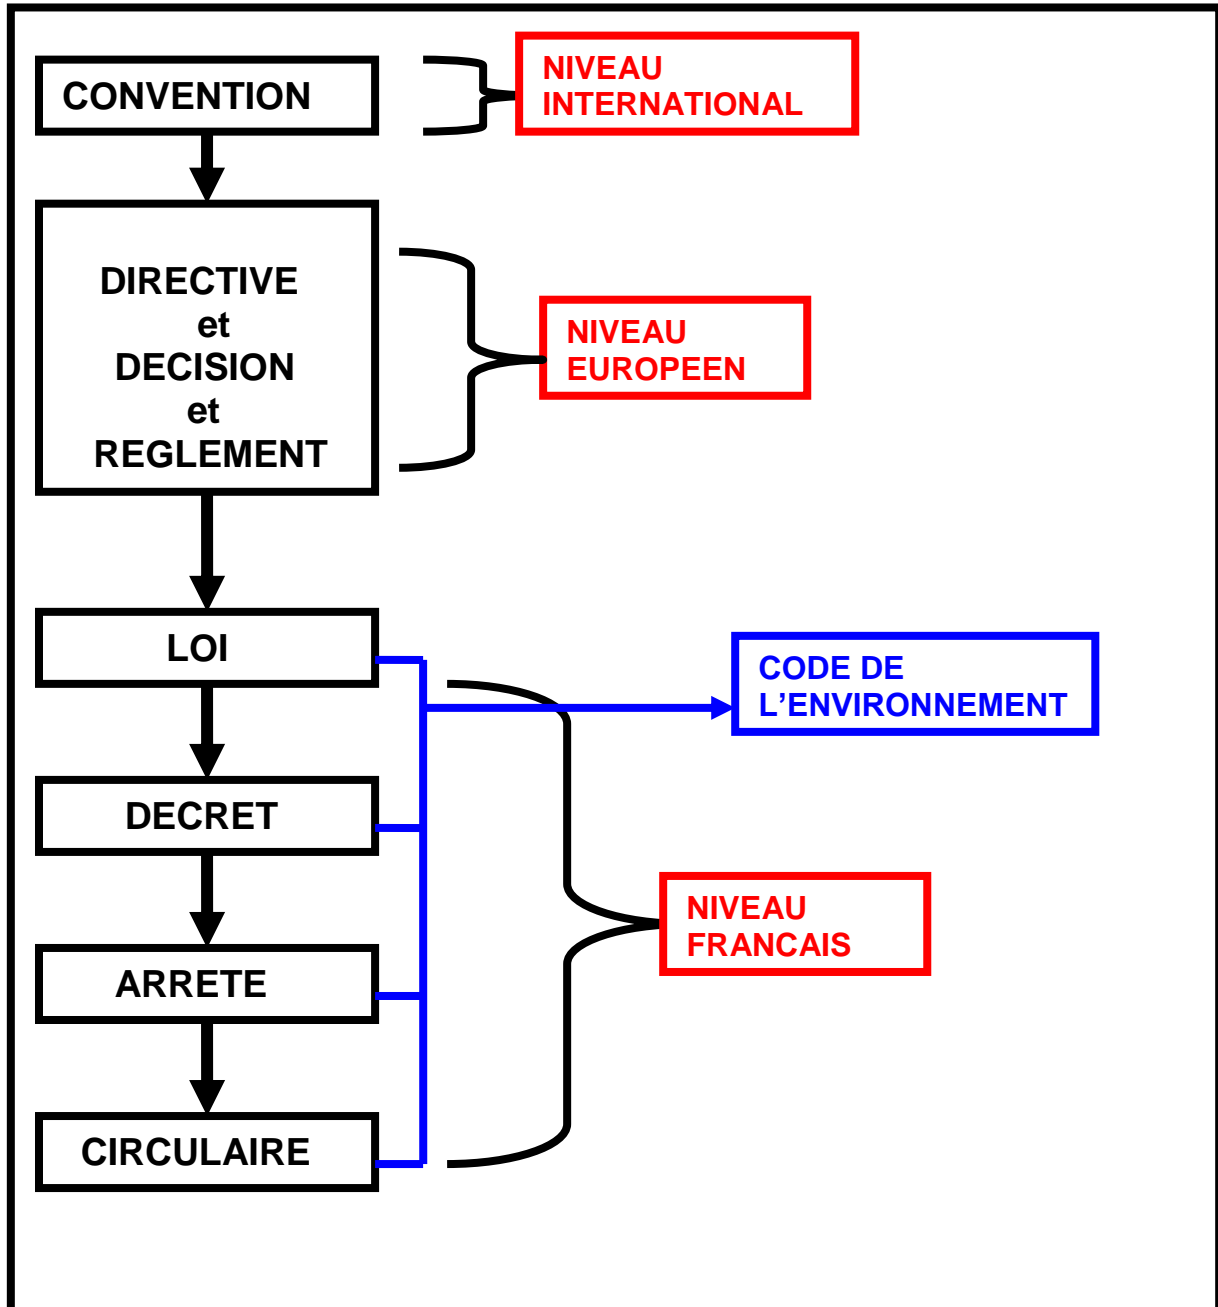 CONVENTION
NIVEAU
INTERNATIONAL
DIRECTIVE
et
DECISION
et
REGLEMENT
NIVEAU
EUROPEEN
LOI
CODE DE
L’ENVIRONNEMENT
DECRET
NIVEAU
FRANCAIS
ARRETE
CIRCULAIRE